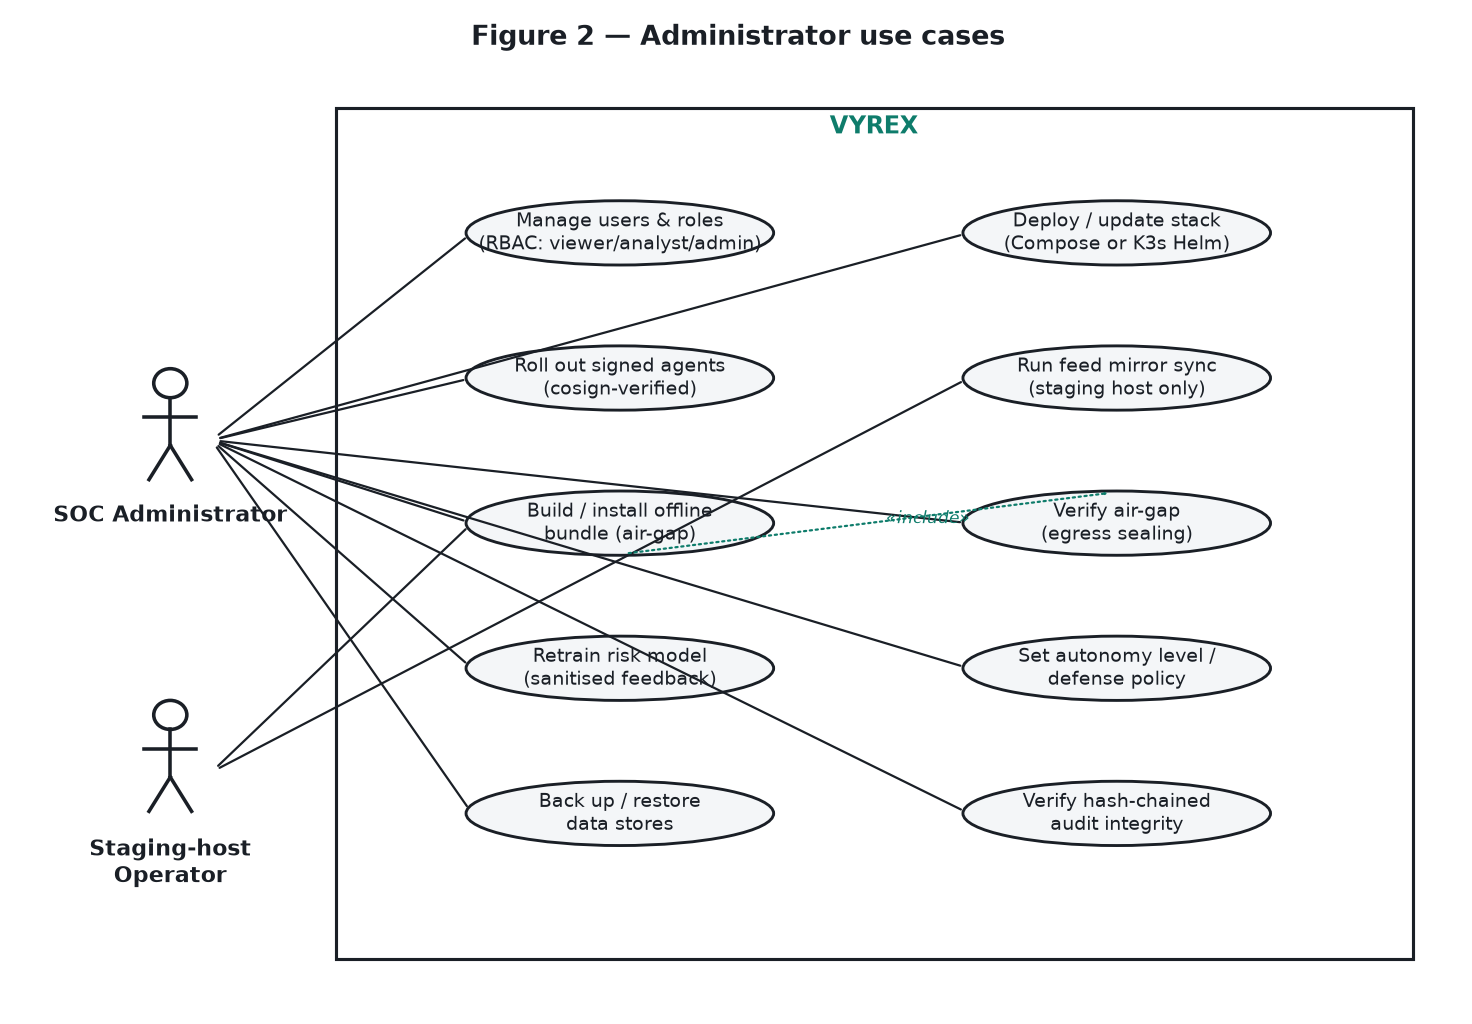 Figure 2 — Administrator use cases
VYREX
Manage users & roles
(RBAC: viewer/analyst/admin)
Deploy / update stack
(Compose or K3s Helm)
Roll out signed agents
(cosign-verified)
Run feed mirror sync
(staging host only)
SOC Administrator
Build / install offline
bundle (air-gap)
«include»
Verify air-gap
(egress sealing)
Retrain risk model
(sanitised feedback)
Set autonomy level /
defense policy
Back up / restore
data stores
Verify hash-chained
audit integrity
Staging-host
Operator